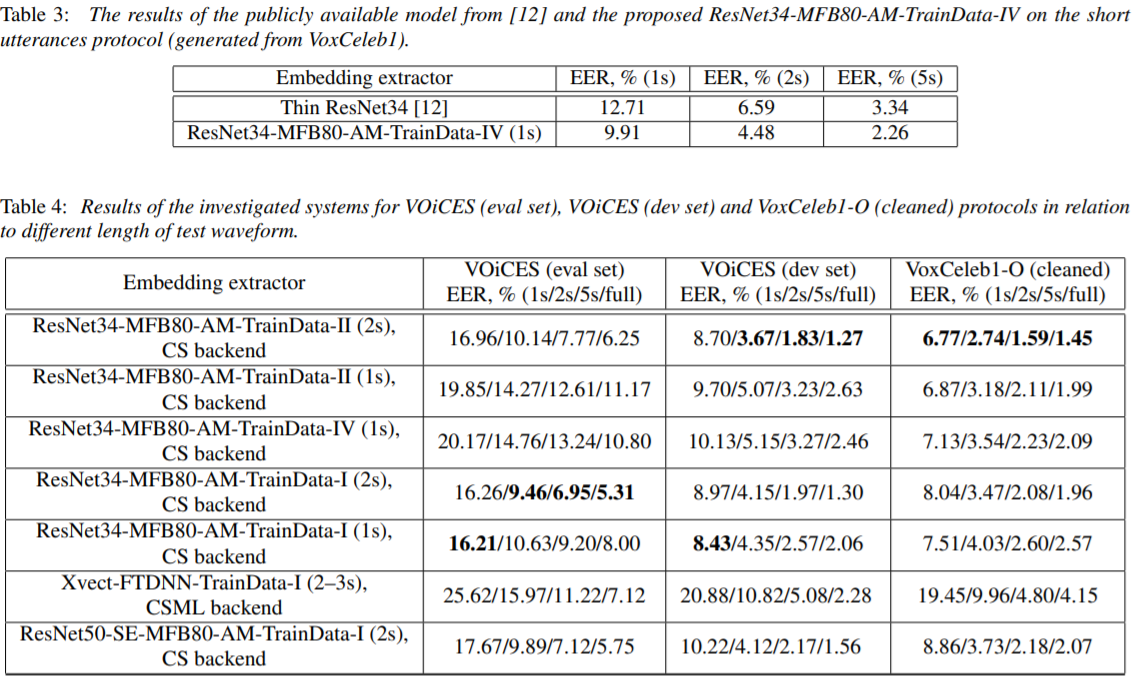 Table 3: The results of the publicly available model from [12] and the proposed ResNet34-MFB80-AM-TrainData-IV on the short
utterances protocol (generated from VoxCeleb1).
Embedding extractor EER, % (1s) EER, % (2s) EER, % (5s)
Thin ResNet34 [12] 12.71 6.59 3.34
ResNet34-MFB80-AM-TrainData-IV (1s) 9.91 4.48 2.26
Table 4: Results of the investigated systems for VOiCES (eval set), VOiCES (dev set) and VoxCeleb1-O (cleaned) protocols in relation
to different length of test waveform.
Embedding extractor
VOiCES (eval set)
EER, % (1s/2s/5s/full)
VOiCES (dev set)
EER, % (1s/2s/5s/full)
VoxCeleb1-O (cleaned)
EER, % (1s/2s/5s/full)
ResNet34-MFB80-AM-TrainData-II (2s),
CS backend
16.96/10.14/7.77/6.25
8.70/3.67/1.83/1.27
6.77/2.74/1.59/1.45
ResNet34-MFB80-AM-TrainData-II (1s),
CS backend
19.85/14.27/12.61/11.17
9.70/5.07/3.23/2.63
6.87/3.18/2.11/1.99
ResNet34-MFB80-AM-TrainData-IV (1s),
CS backend
20.17/14.76/13.24/10.80
10.13/5.15/3.27/2.46
7.13/3.54/2.23/2.09
ResNet34-MFB80-AM-TrainData-I (2s),
CS backend
16.26/9.46/6.95/5.31
8.97/4.15/1.97/1.30
8.04/3.47/2.08/1.96
ResNet34-MFB80-AM-TrainData-I (1s),
CS backend
16.21/10.63/9.20/8.00
8.43/4.35/2.57/2.06
7.51/4.03/2.60/2.57
Xvect-FTDNN-TrainData-I (2–3s),
CSML backend
25.62/15.97/11.22/7.12
20.88/10.82/5.08/2.28
19.45/9.96/4.80/4.15
ResNet50-SE-MFB80-AM-TrainData-I (2s),
CS backend
17.67/9.89/7.12/5.75
10.22/4.12/2.17/1.56
8.86/3.73/2.18/2.07